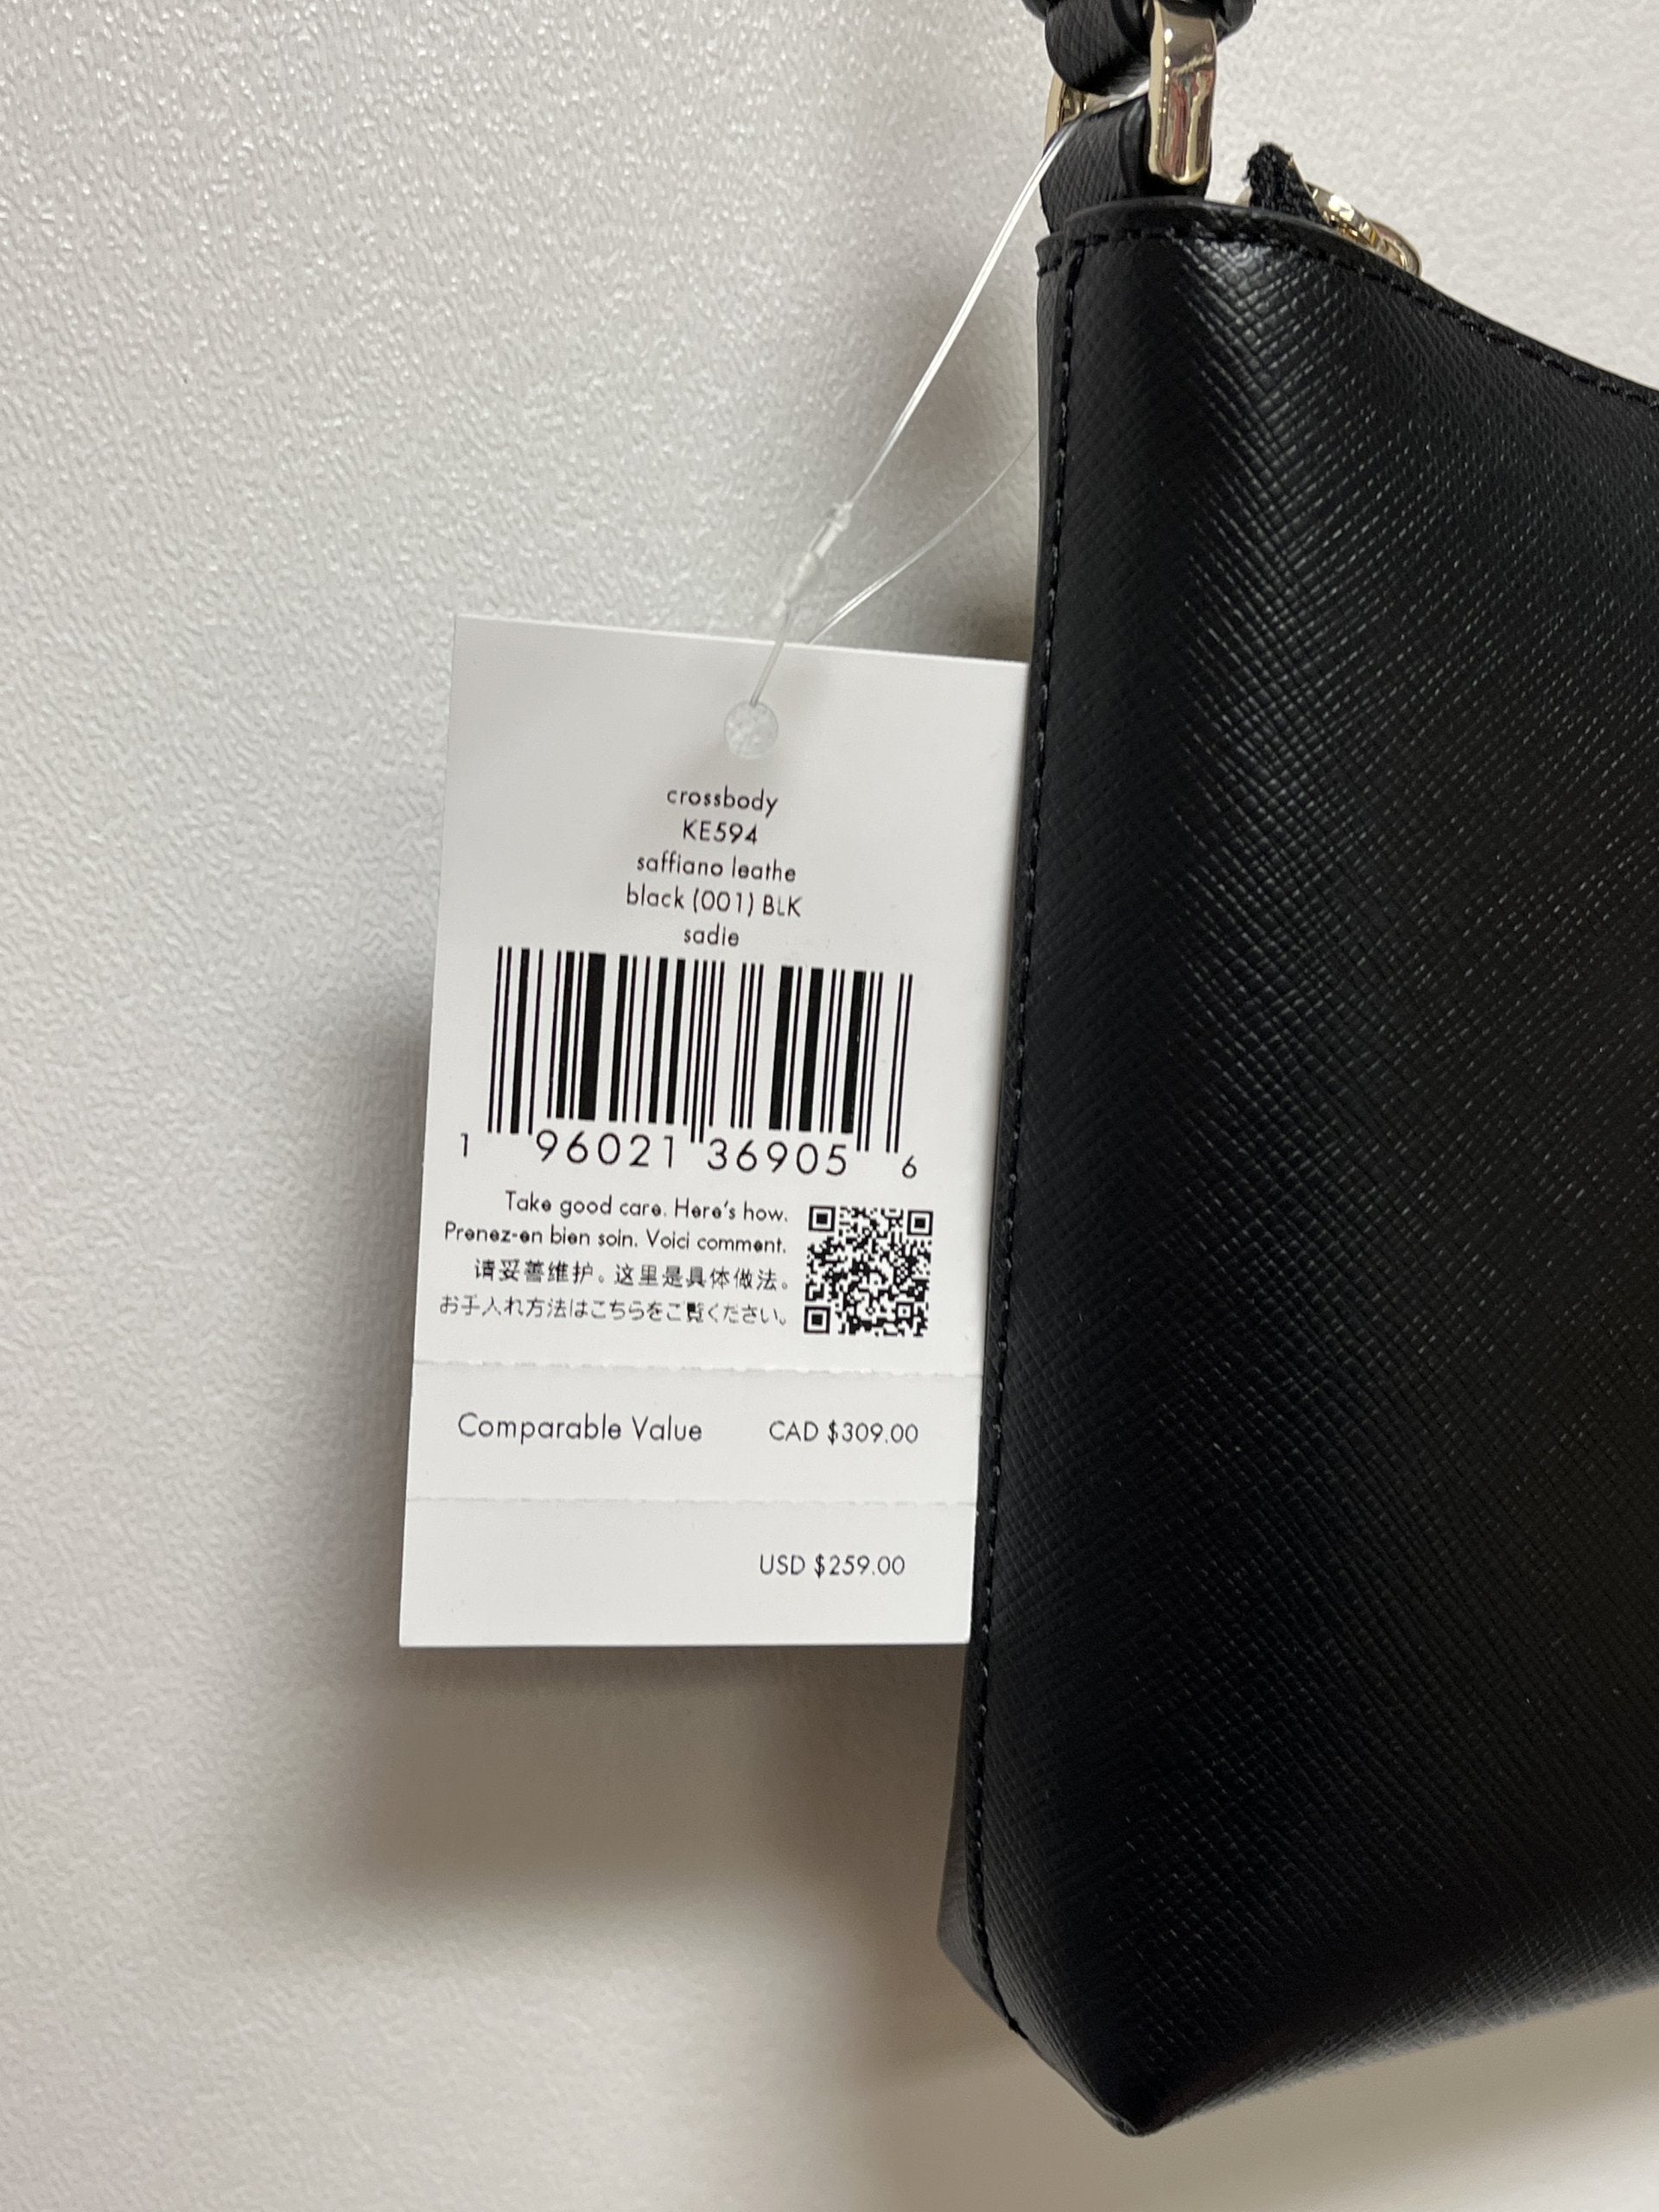 crossbody
KE594
saffiano leathe
black (001) BLK
sadie
1 96021 36905 6
Take good care. Here's how.
Prenez-en bien soin. Voici comment.
请妥善维护。这里是具体做法。
お手入れ方法はこちらをご覧ください。
Comparable Value CAD $309.00
USD $259.00